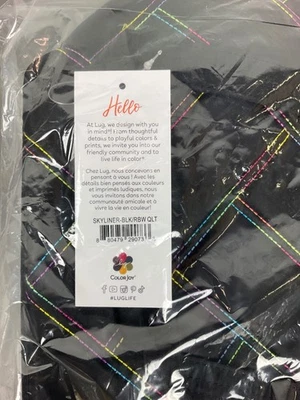 Hello
At Lug, we design with you in
mind™! From thoughtful
details to playful colors &
prints, we invite you into our
friendly community and to
live life in color®.
Chez Lug, nous concevons en
pensant à vous ! Avec les
détails bien pensés aux couleurs
et imprimés ludiques, nous
vous invitons dans notre
communauté amicale et à
vivre la vie en couleur!
SKYLINER-BLK/RBW QLT
29073
COLORJOY
#LUGLIFE